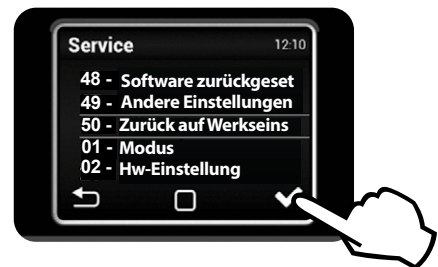 Service 12:10
48 - Software zurückgeset
49 - Andere Einstellungen
50 - Zurück auf Werkseins
01 - Modus
02 - Hw-Einstellung